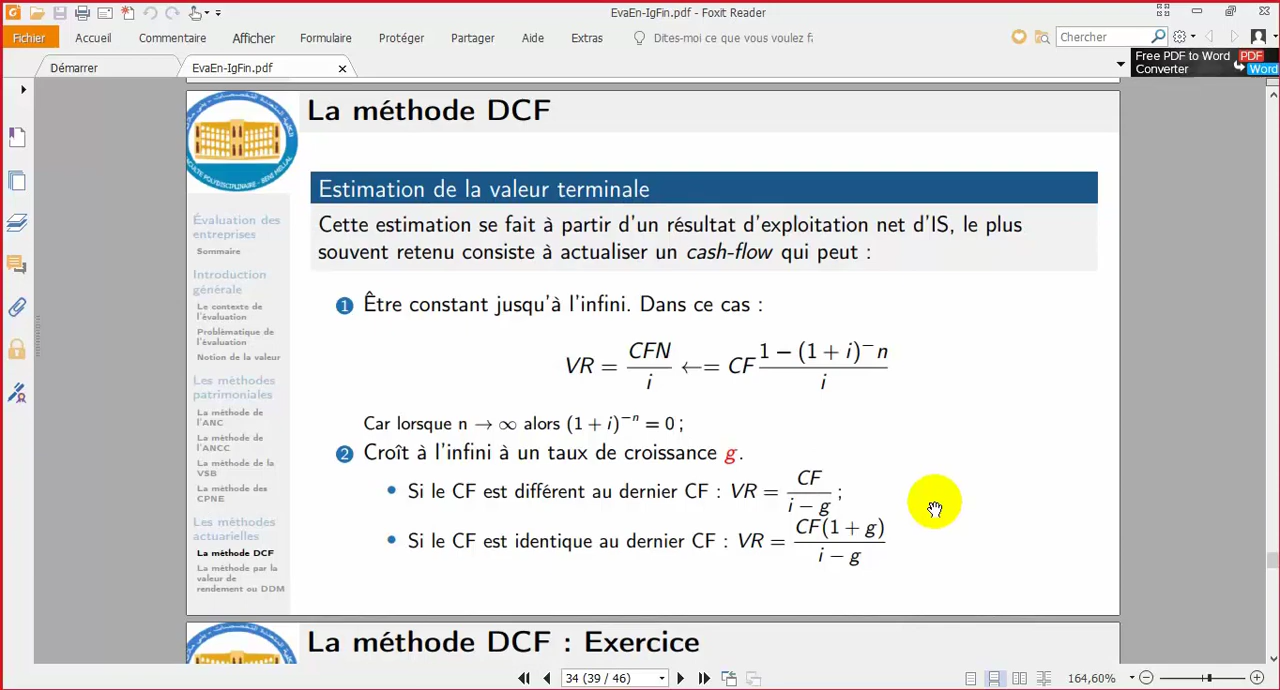 EvaEn-IgFin.pdf - Foxit Reader
Fichier Accueil Commentaire Afficher Formulaire Protéger Partager Aide Extras Dites-moi ce que vous voulez fa Chercher
Démarrer EvaEn-IgFin.pdf
Free PDF to Word Converter PDF Word
La méthode DCF
Évaluation des
entreprises
Sommaire
Introduction
générale
Le contexte de
l'évaluation
Problèmatique de
l'évaluation
Notion de la valeur
Les méthodes
patrimoniales
La méthode de
l'ANC
La méthode de
l'ANCC
La méthode de la
VSB
La méthode des
CPNE
Les méthodes
actuarielles
La méthode DCF
La méthode par la
valeur de
rendement ou DDM
Estimation de la valeur terminale
Cette estimation se fait à partir d'un résultat d'exploitation net d'IS, le plus
souvent retenu consiste à actualiser un cash-flow qui peut :
1 Être constant jusqu'à l'infini. Dans ce cas :
VR = CFN / i ←= CF 1 − (1 + i)⁻n / i
Car lorsque n → ∞ alors (1 + i)⁻ⁿ = 0 ;
2 Croît à l'infini à un taux de croissance g.
• Si le CF est différent au dernier CF : VR = CF / i − g ;
• Si le CF est identique au dernier CF : VR = CF(1 + g) / i − g
La méthode DCF : Exercice
34 (39 / 46) 164,60%